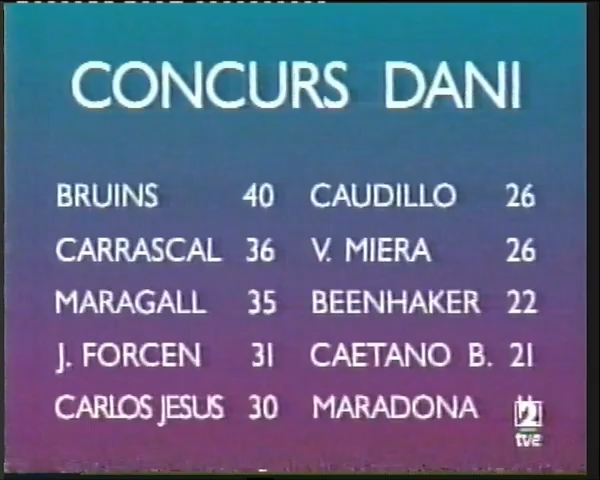 CONCURS DANI
BRUINS 40 CAUDILLO 26
CARRASCAL 36 V. MIERA 26
MARAGALL 35 BEENHAKER 22
J. FORCEN 31 CAETANO B. 21
CARLOS JESUS 30 MARADONA
2
tve